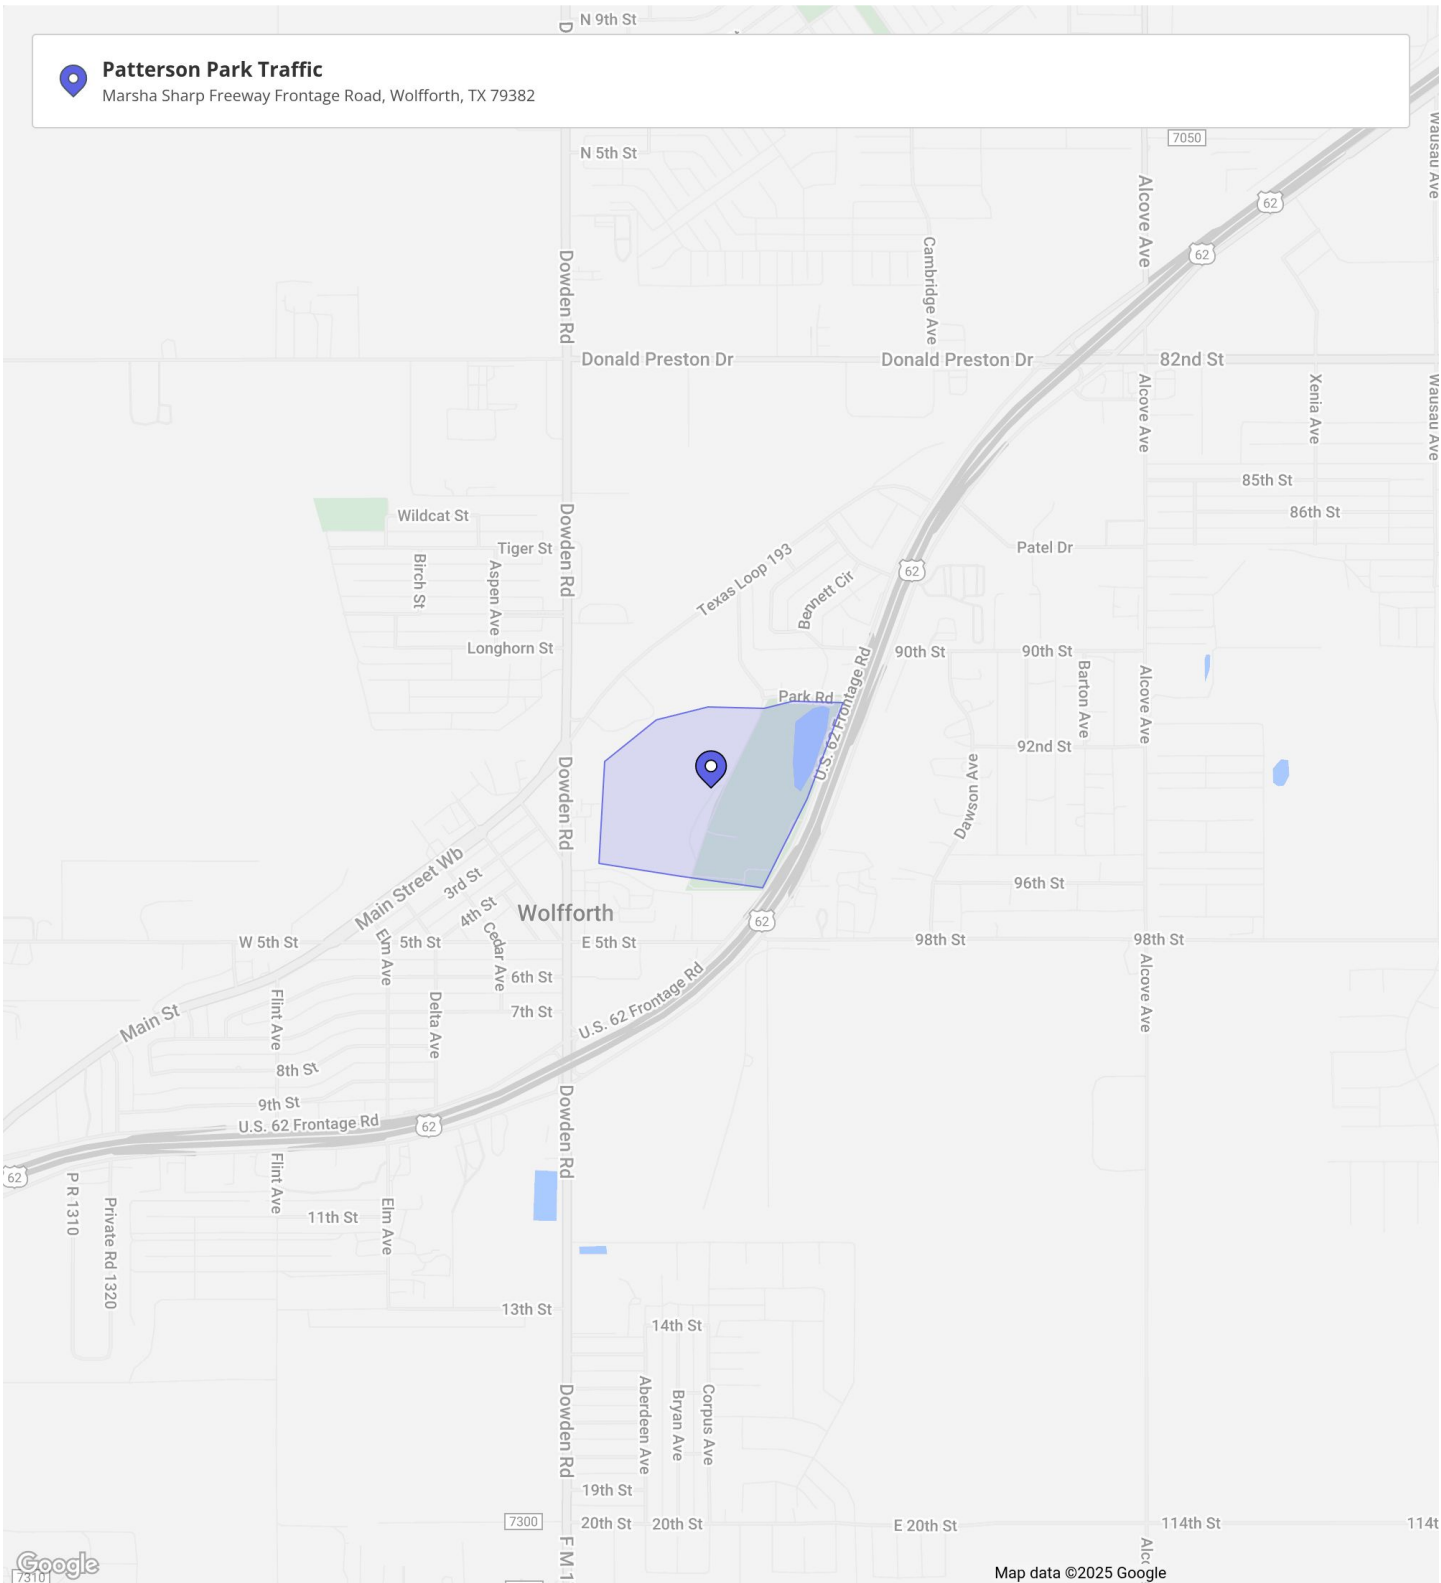 N 9th St
D
Patterson Park Traffic
Marsha Sharp Freeway Frontage Road, Wolfforth, TX 79382
7050
Wausau Ave
N 5th St
Alcove Ave
62
62
Cambridge Ave
Dowden Rd
Donald Preston Dr
Donald Preston Dr
82nd St
Alcove Ave
Xenia Ave
Wausau Ave
85th St
86th St
Wildcat St
Dowden Rd
Tiger St
Birch St
Aspen Ave
Longhorn St
Texas Loop 193
Bennett Cir
62
Patel Dr
90th St
90th St
Barton Ave
Alcove Ave
Park Rd
U.S. 62 Frontage Rd
92nd St
Dawson Ave
Dowden Rd
Main Street Wb
3rd St
4th St
96th St
Wolfforth
62
W 5th St
Elm Ave
5th St
Cedar Ave
E 5th St
98th St
98th St
6th St
Alcove Ave
U.S. 62 Frontage Rd
Flint Ave
Delta Ave
7th St
Main St
8th St
9th St
U.S. 62 Frontage Rd
62
Dowden Rd
62
P R 1310
Private Rd 1320
Flint Ave
11th St
Elm Ave
13th St
14th St
Dowden Rd
Aberdeen Ave
Bryan Ave
Corpus Ave
19th St
7300
20th St
20th St
E 20th St
114th St
114t
F M 1
Alc
Google
7310
Map data ©2025 Google